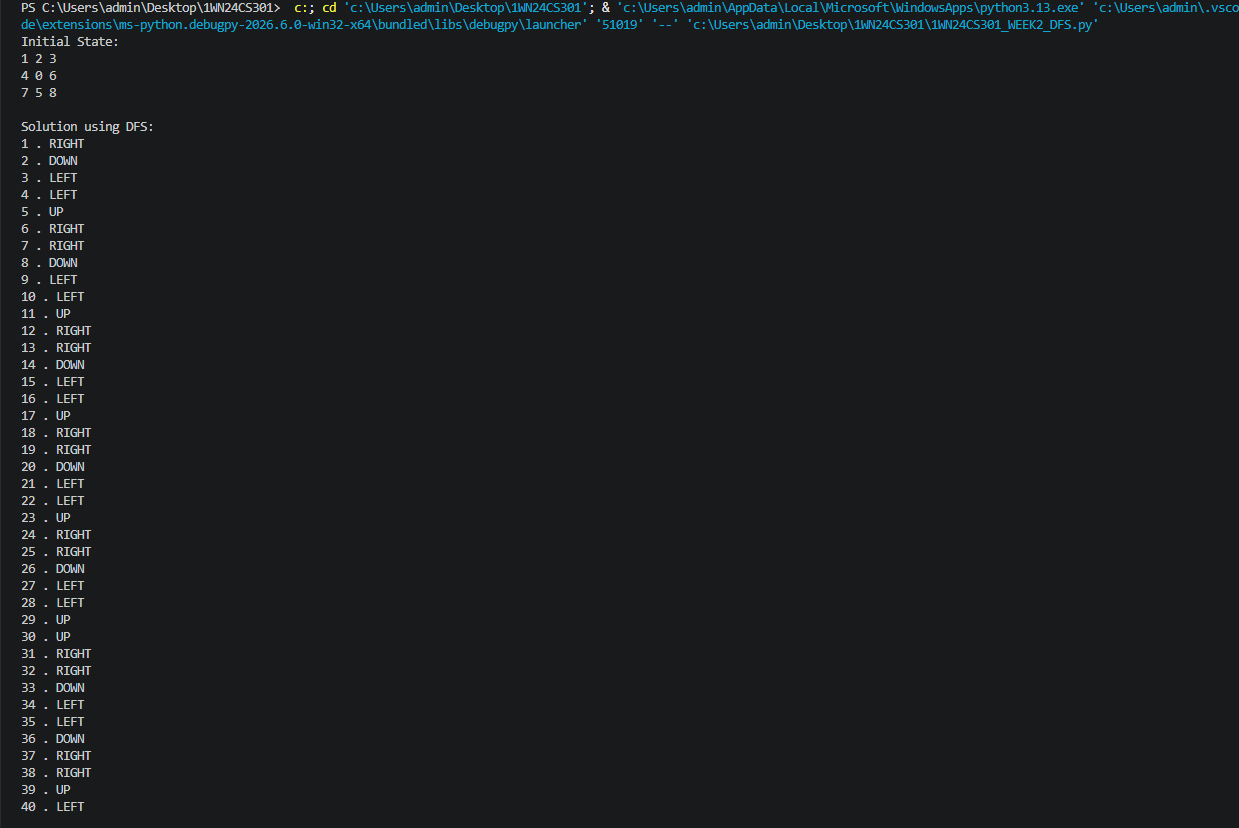 PS C:\Users\admin\Desktop\1WN24CS301>  c:; cd 'c:\Users\admin\Desktop\1WN24CS301'; & 'c:\Users\admin\AppData\Local\Microsoft\WindowsApps\python3.13.exe' 'c:\Users\admin\.vsco
de\extensions\ms-python.debugpy-2026.6.0-win32-x64\bundled\libs\debugpy\launcher' '51019' '--' 'c:\Users\admin\Desktop\1WN24CS301\1WN24CS301_WEEK2_DFS.py'
Initial State:
1 2 3
4 0 6
7 5 8
Solution using DFS:
1 . RIGHT
2 . DOWN
3 . LEFT
4 . LEFT
5 . UP
6 . RIGHT
7 . RIGHT
8 . DOWN
9 . LEFT
10 . LEFT
11 . UP
12 . RIGHT
13 . RIGHT
14 . DOWN
15 . LEFT
16 . LEFT
17 . UP
18 . RIGHT
19 . RIGHT
20 . DOWN
21 . LEFT
22 . LEFT
23 . UP
24 . RIGHT
25 . RIGHT
26 . DOWN
27 . LEFT
28 . LEFT
29 . UP
30 . UP
31 . RIGHT
32 . RIGHT
33 . DOWN
34 . LEFT
35 . LEFT
36 . DOWN
37 . RIGHT
38 . RIGHT
39 . UP
40 . LEFT